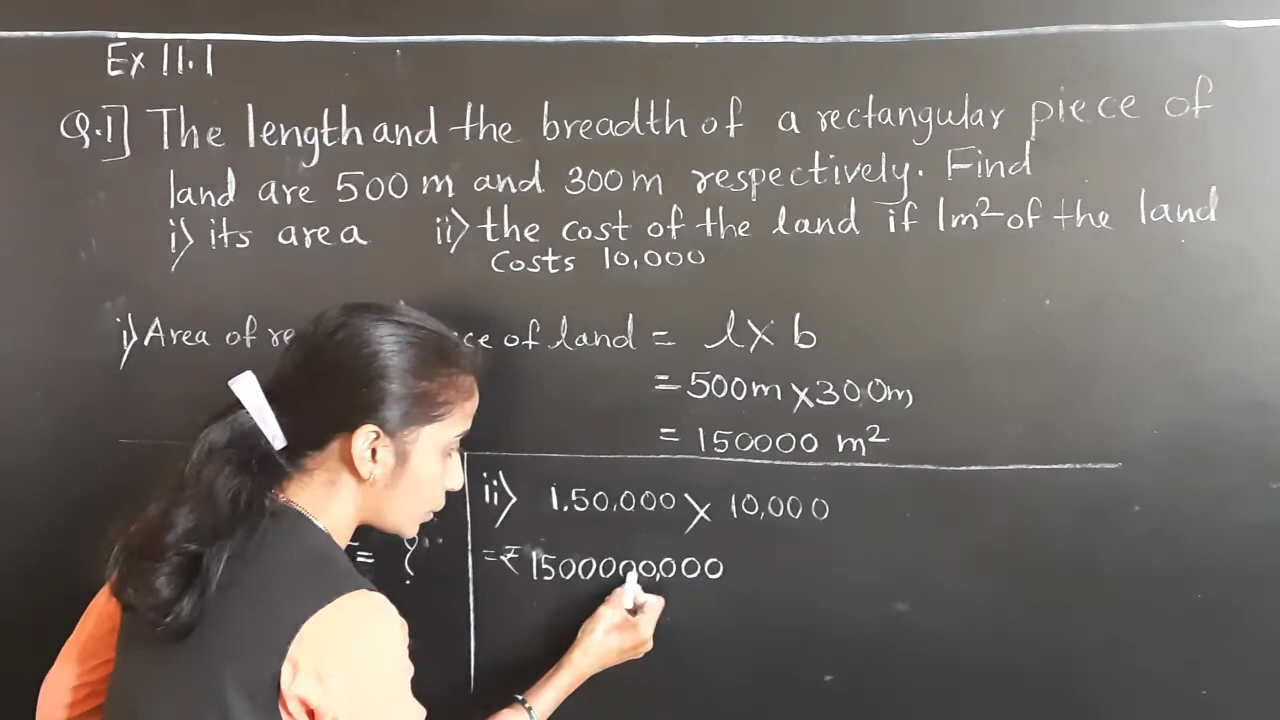 Ex 11.1
Q.1] The length and the breadth of a rectangular piece of
land are 500 m and 300 m respectively. Find
i) its area ii) the cost of the land if 1m² of the land
costs 10,000
i) Area of ce of land = l × b
= 500m × 300m
= 150000 m²
ii) 1,50,000 × 10,000
= ?
= ₹ 1500000,000